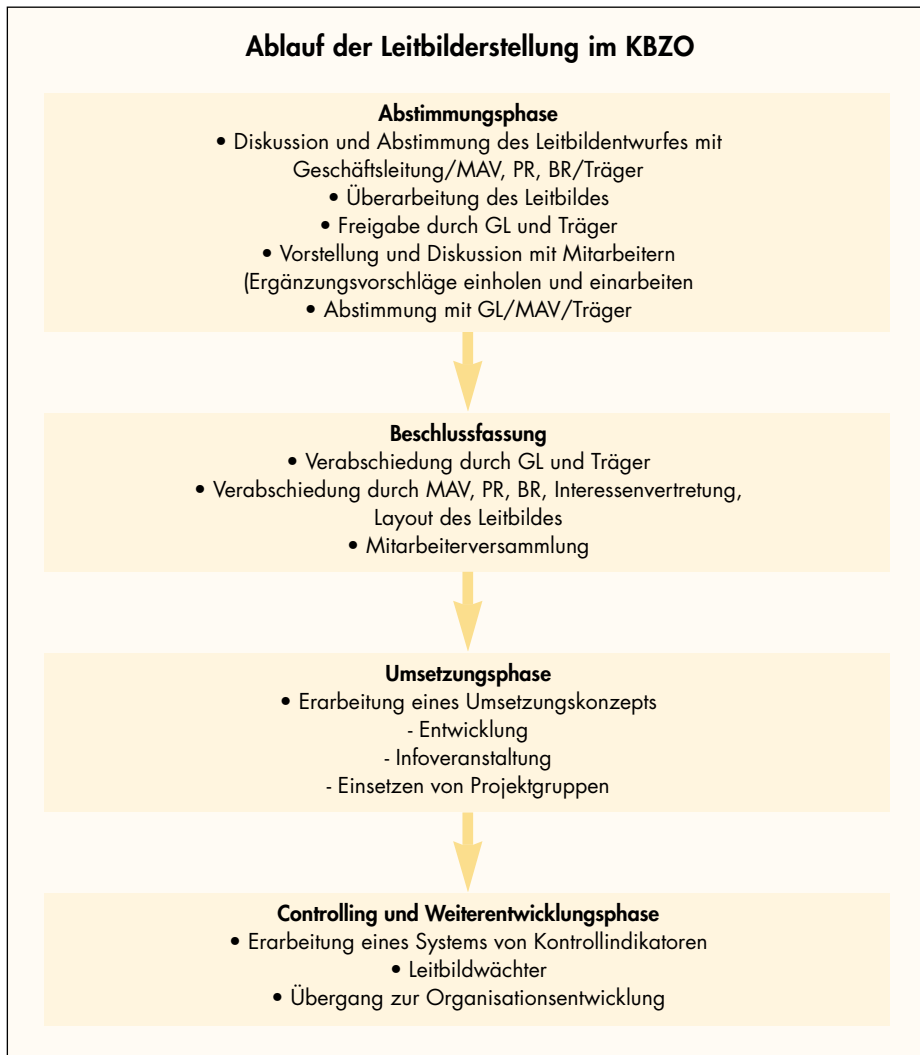 Ablauf der Leitbilderstellung im KBZO
Abstimmungsphase
• Diskussion und Abstimmung des Leitbildentwurfes mit
Geschäftsleitung/MAV, PR, BR/Träger
• Überarbeitung des Leitbildes
• Freigabe durch GL und Träger
• Vorstellung und Diskussion mit Mitarbeitern
(Ergänzungsvorschläge einholen und einarbeiten
• Abstimmung mit GL/MAV/Träger
Beschlussfassung
• Verabschiedung durch GL und Träger
• Verabschiedung durch MAV, PR, BR, Interessenvertretung,
Layout des Leitbildes
• Mitarbeiterversammlung
Umsetzungsphase
• Erarbeitung eines Umsetzungskonzepts
- Entwicklung
- Infoveranstaltung
- Einsetzen von Projektgruppen
Controlling und Weiterentwicklungsphase
• Erarbeitung eines Systems von Kontrollindikatoren
• Leitbildwächter
• Übergang zur Organisationsentwicklung